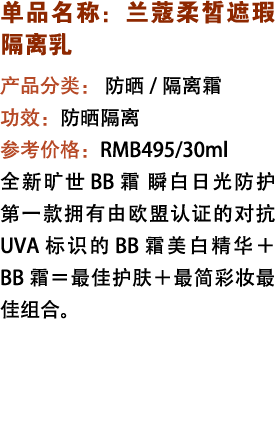 单品名称：兰蔻柔皙遮瑕
隔离乳
产品分类： 防晒 / 隔离霜
功效：防晒隔离
参考价格：RMB495/30ml
全新旷世 BB 霜 瞬白日光防护
第一款拥有由欧盟认证的对抗
UVA 标识的 BB 霜美白精华＋
BB 霜＝最佳护肤＋最简彩妆最
佳组合。